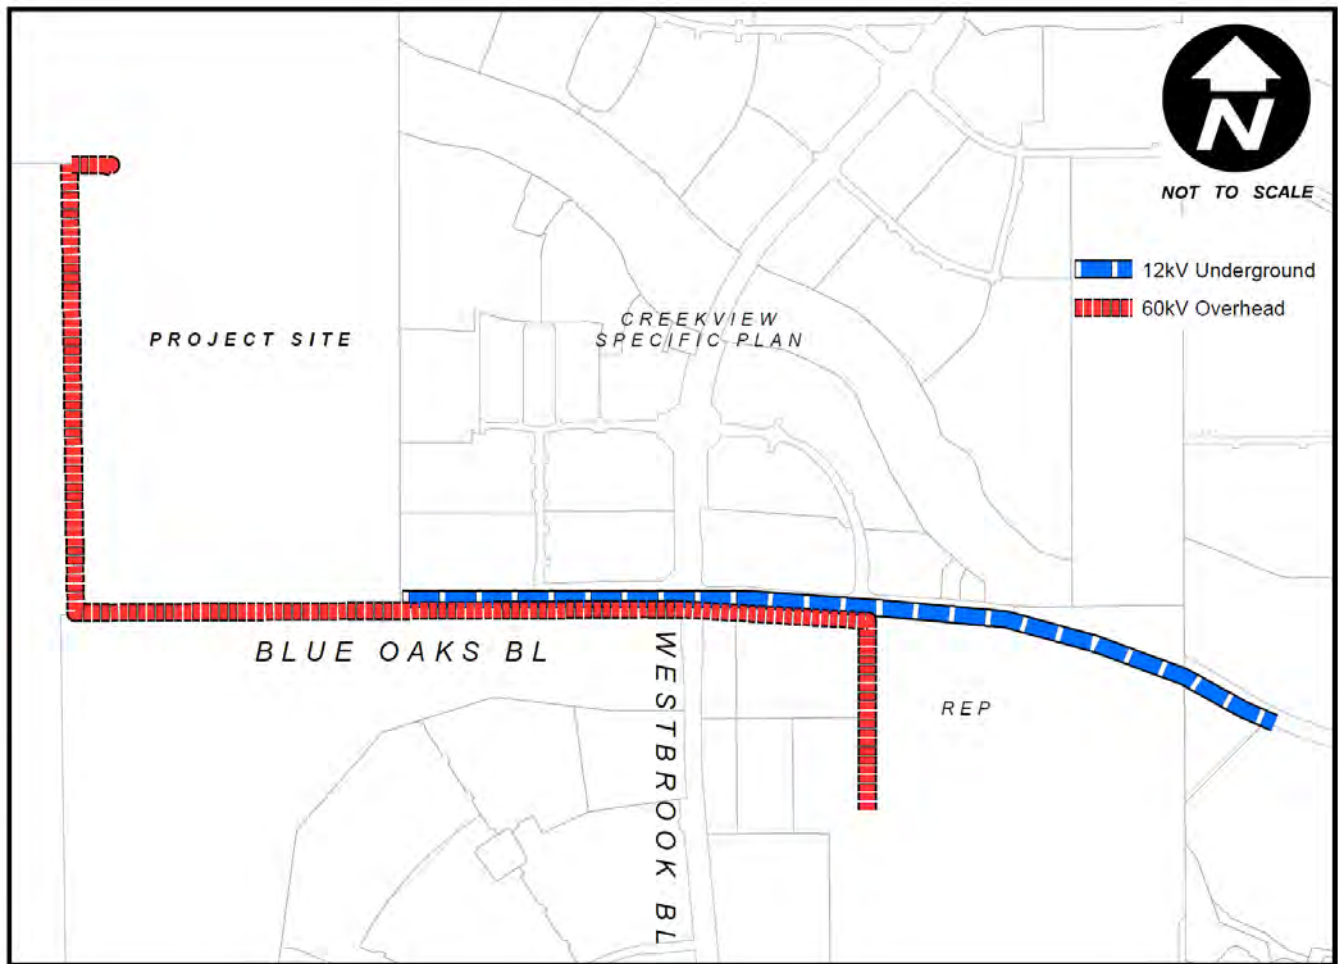 N
NOT TO SCALE
12kV Underground
60kV Overhead
PROJECT SITE
CREEKVIEW
SPECIFIC PLAN
BLUE OAKS BL
WESTBROOK BL
REP